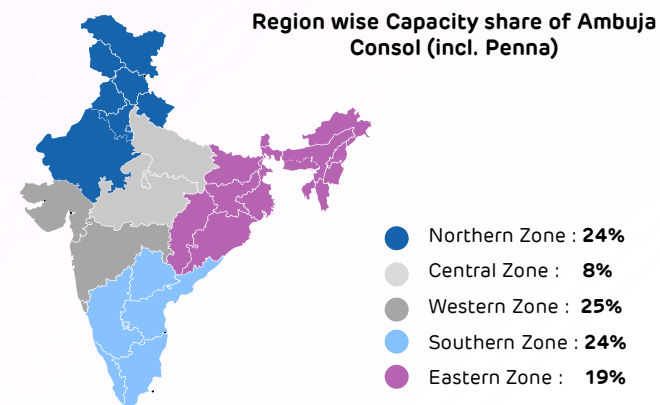 Region wise Capacity share of Ambuja
Consol (incl. Penna)
Northern Zone : 24%
Central Zone : 8%
Western Zone : 25%
Southern Zone : 24%
Eastern Zone : 19%